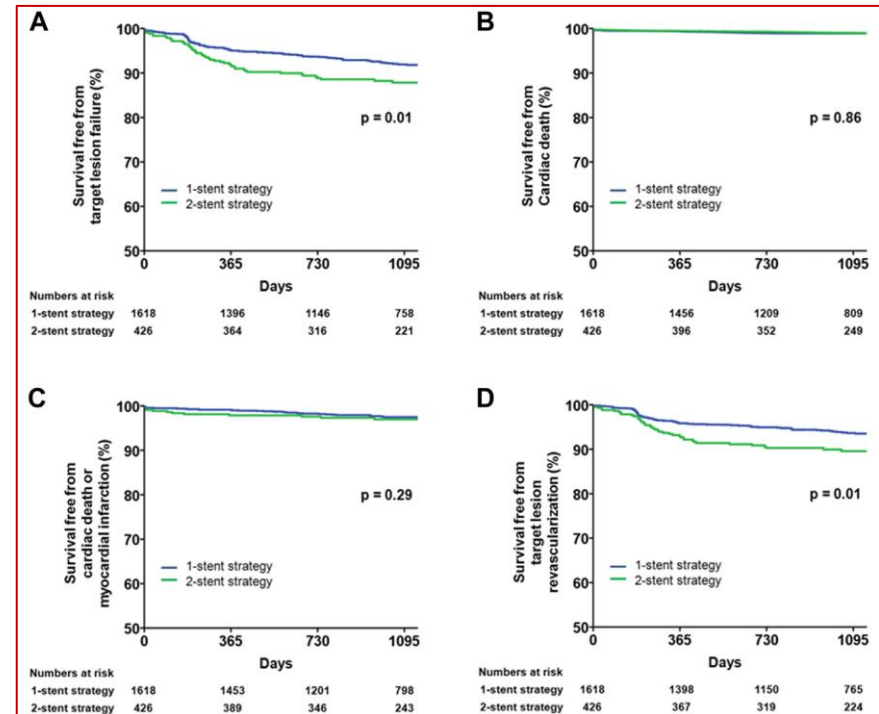 A
Survival free from
target lesion failure (%)
100
90
80
70
60
50
p = 0.01
1-stent strategy
2-stent strategy
0 365 730 1095
Days
Numbers at risk
1-stent strategy 1618 1396 1146 758
2-stent strategy 426 364 316 221
B
Survival free from
Cardiac death (%)
100
90
80
70
60
50
p = 0.86
1-stent strategy
2-stent strategy
0 365 730 1095
Days
Numbers at risk
1-stent strategy 1618 1456 1209 809
2-stent strategy 426 396 352 249
C
Survival free from
cardiac death or
myocardial infarction (%)
100
90
80
70
60
50
p = 0.29
1-stent strategy
2-stent strategy
0 365 730 1095
Days
Numbers at risk
1-stent strategy 1618 1453 1201 798
2-stent strategy 426 389 346 243
D
Survival free from
target lesion
revascularization (%)
100
90
80
70
60
50
p = 0.01
1-stent strategy
2-stent strategy
0 365 730 1095
Days
Numbers at risk
1-stent strategy 1618 1398 1150 765
2-stent strategy 426 367 319 224